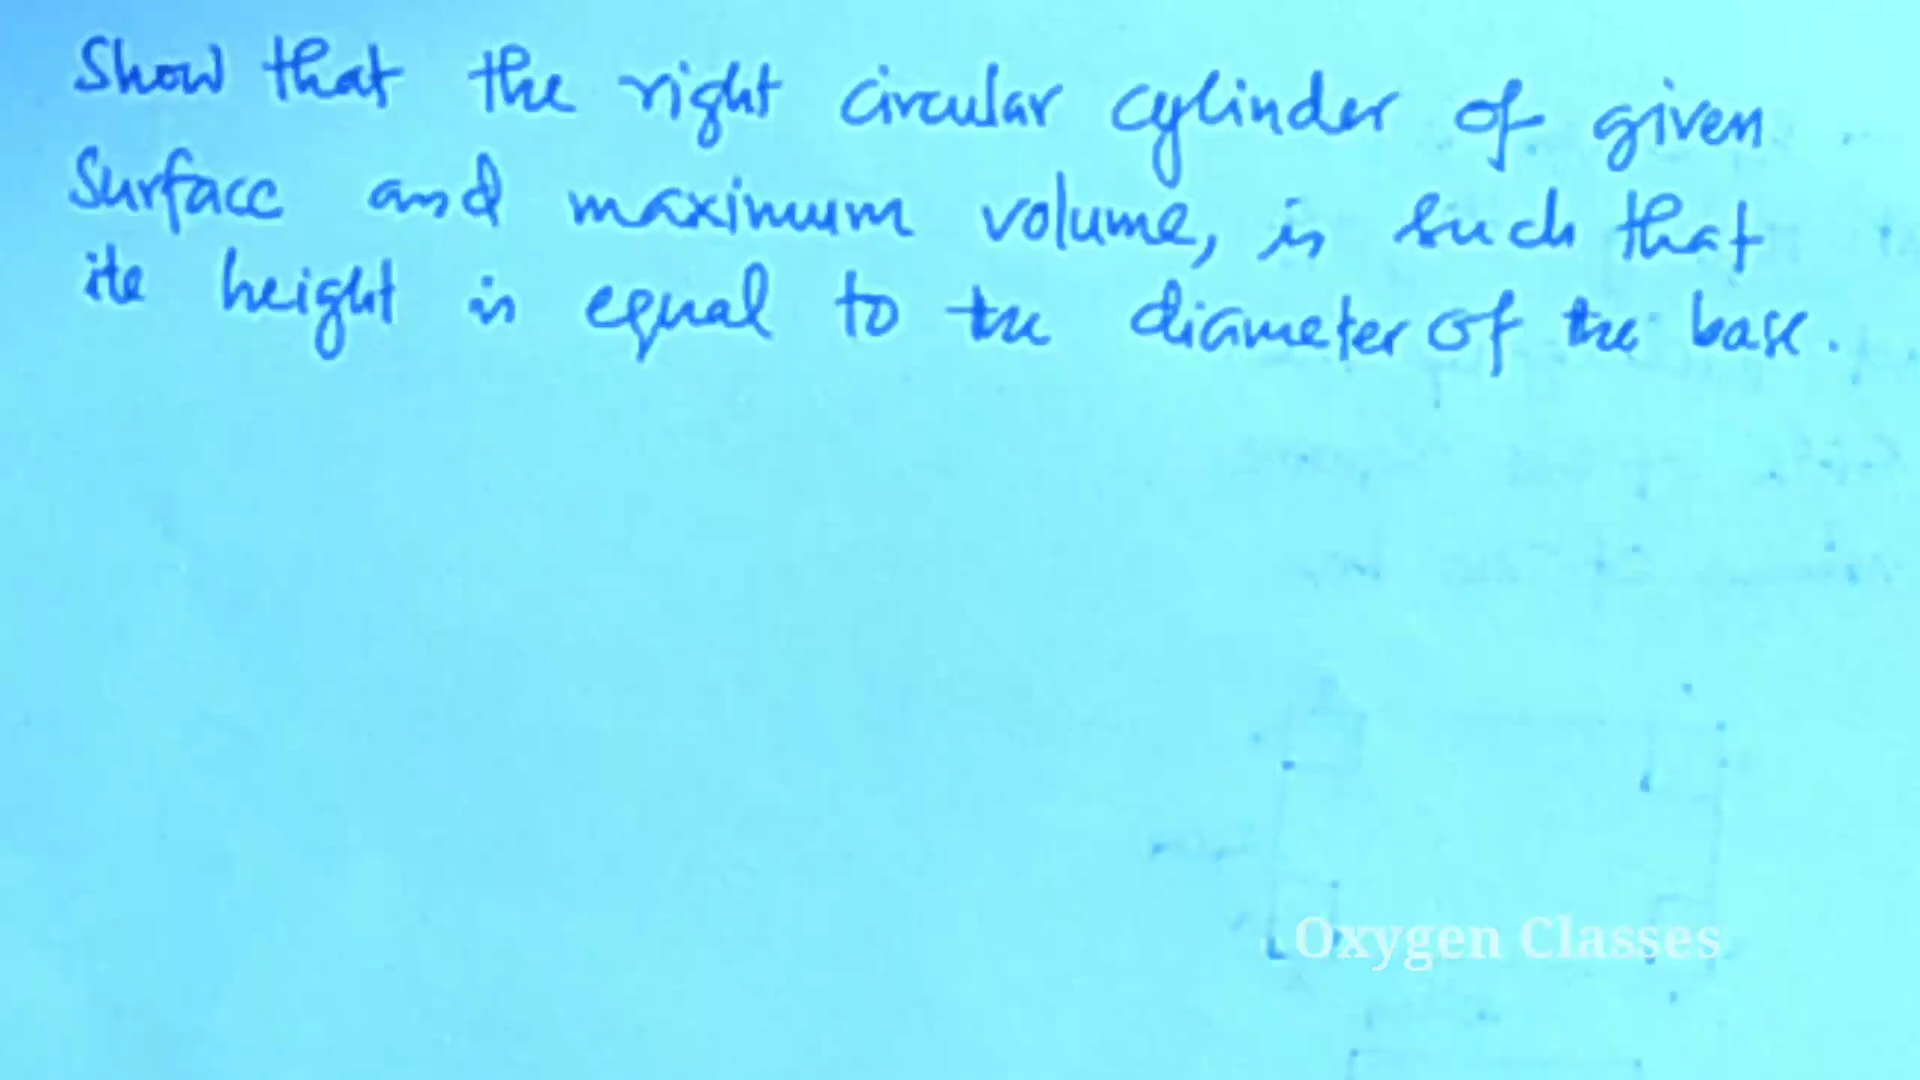 Show that the right circular cylinder of given
Surface and maximum volume, is such that
its height is equal to the diameter of the base.
Oxygen Classes